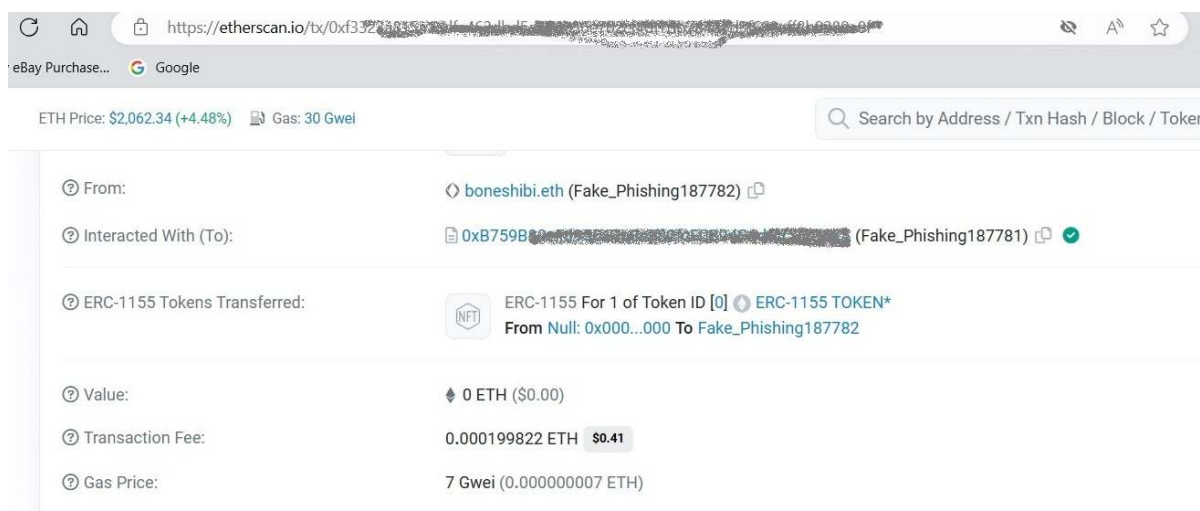 https://etherscan.io/tx/0xf33
eBay Purchase... Google
ETH Price: $2,062.34 (+4.48%) Gas: 30 Gwei
Search by Address / Txn Hash / Block / Token
From:
boneshibi.eth (Fake_Phishing187782)
Interacted With (To):
0xB759B (Fake_Phishing187781)
ERC-1155 Tokens Transferred:
NFT
ERC-1155 For 1 of Token ID [0] ERC-1155 TOKEN*
From Null: 0x000...000 To Fake_Phishing187782
Value:
0 ETH ($0.00)
Transaction Fee:
0.000199822 ETH $0.41
Gas Price:
7 Gwei (0.000000007 ETH)